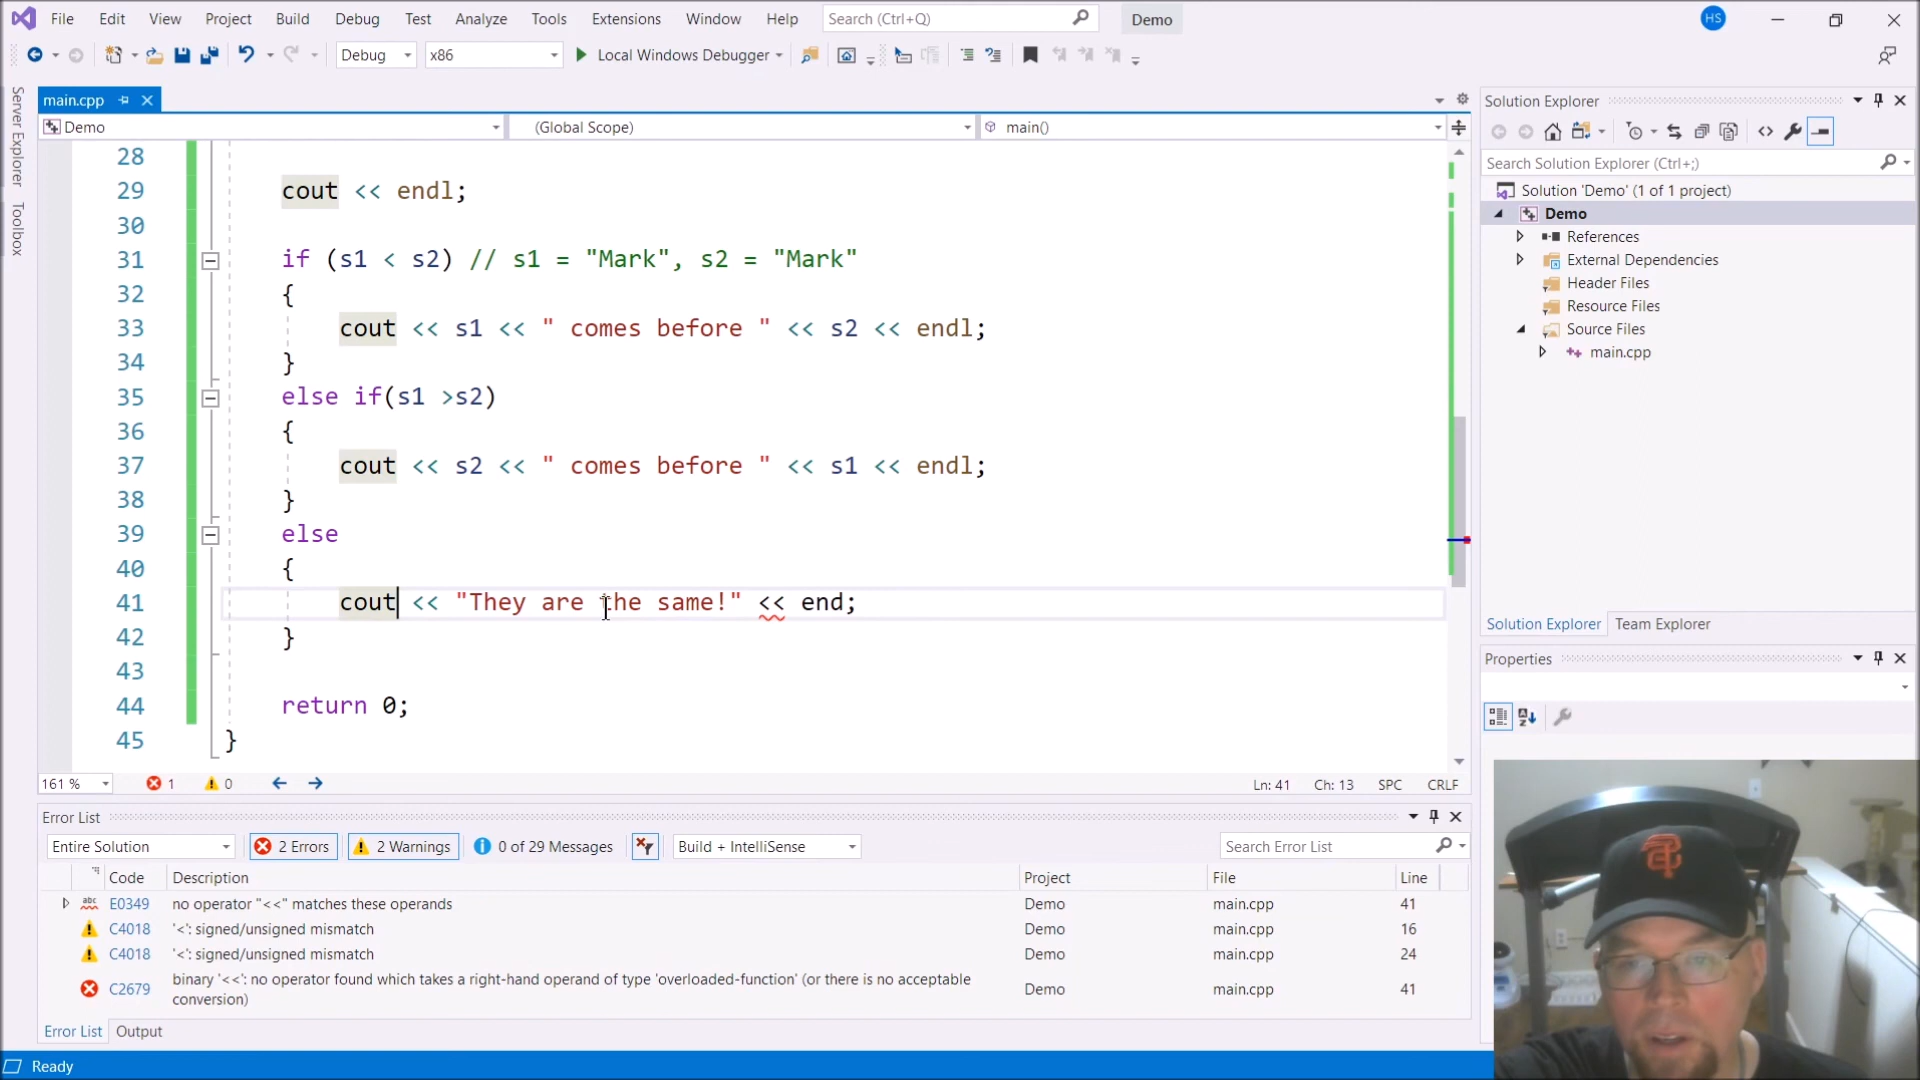 File Edit View Project Build Debug Test Analyze Tools Extensions Window Help Search (Ctrl+Q) Demo HS
Debug x86 Local Windows Debugger
Server Explorer
Toolbox
main.cpp
Demo (Global Scope) main()
28
29 cout << endl;
30
31 if (s1 < s2) // s1 = "Mark", s2 = "Mark"
32 {
33 cout << s1 << " comes before " << s2 << endl;
34 }
35 else if(s1 >s2)
36 {
37 cout << s2 << " comes before " << s1 << endl;
38 }
39 else
40 {
41 cout << "They are the same!" << end;
42 }
43
44 return 0;
45 }
161 % 1 0 Ln: 41 Ch: 13 SPC CRLF
Error List
Entire Solution 2 Errors 2 Warnings 0 of 29 Messages Build + IntelliSense Search Error List
Code Description Project File Line
abc E0349 no operator "<<" matches these operands Demo main.cpp 41
C4018 '<': signed/unsigned mismatch Demo main.cpp 16
C4018 '<': signed/unsigned mismatch Demo main.cpp 24
C2679 binary '<<': no operator found which takes a right-hand operand of type 'overloaded-function' (or there is no acceptable
conversion) Demo main.cpp 41
Error List Output
Ready
Solution Explorer
Search Solution Explorer (Ctrl+;)
Solution 'Demo' (1 of 1 project)
Demo
References
External Dependencies
Header Files
Resource Files
Source Files
main.cpp
Solution Explorer Team Explorer
Properties